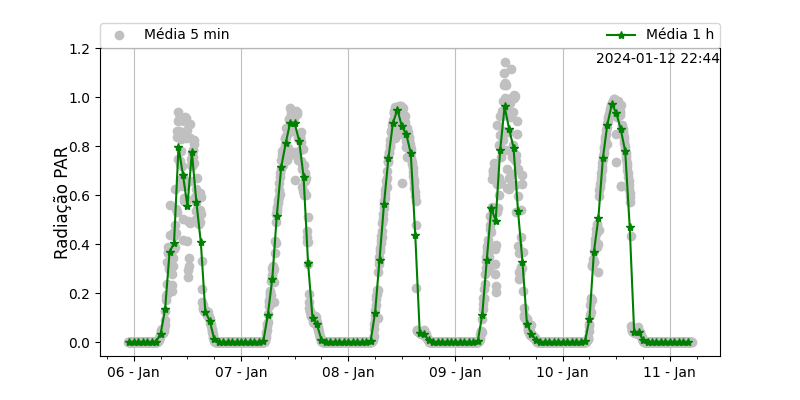 Média 5 min
Média 1 h
2024-01-12 22:44
Radiação PAR
1.2
1.0
0.8
0.6
0.4
0.2
0.0
06 - Jan
07 - Jan
08 - Jan
09 - Jan
10 - Jan
11 - Jan